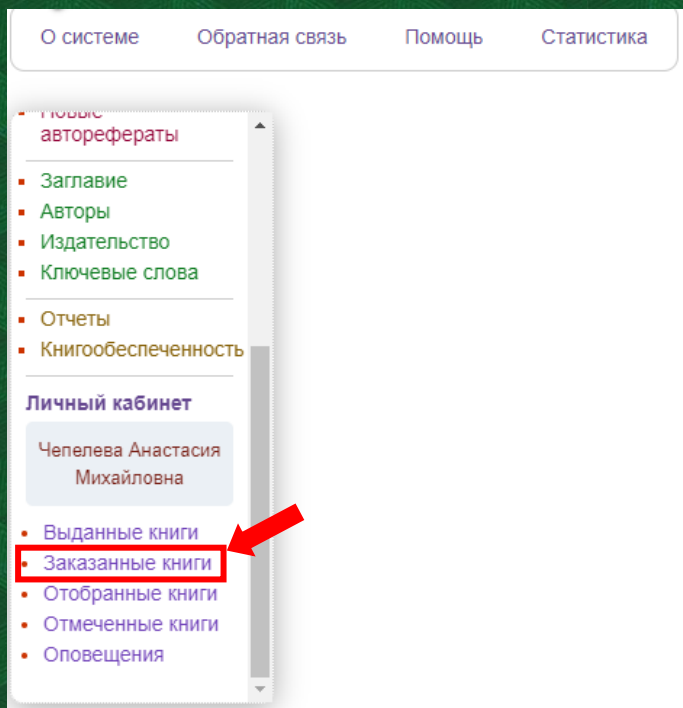 О системе Обратная связь Помощь Статистика
Новые
авторефераты
Заглавие
Авторы
Издательство
Ключевые слова
Отчеты
Книгообеспеченность
Личный кабинет
Чепелева Анастасия
Михайловна
Выданные книги
Заказанные книги
Отобранные книги
Отмеченные книги
Оповещения